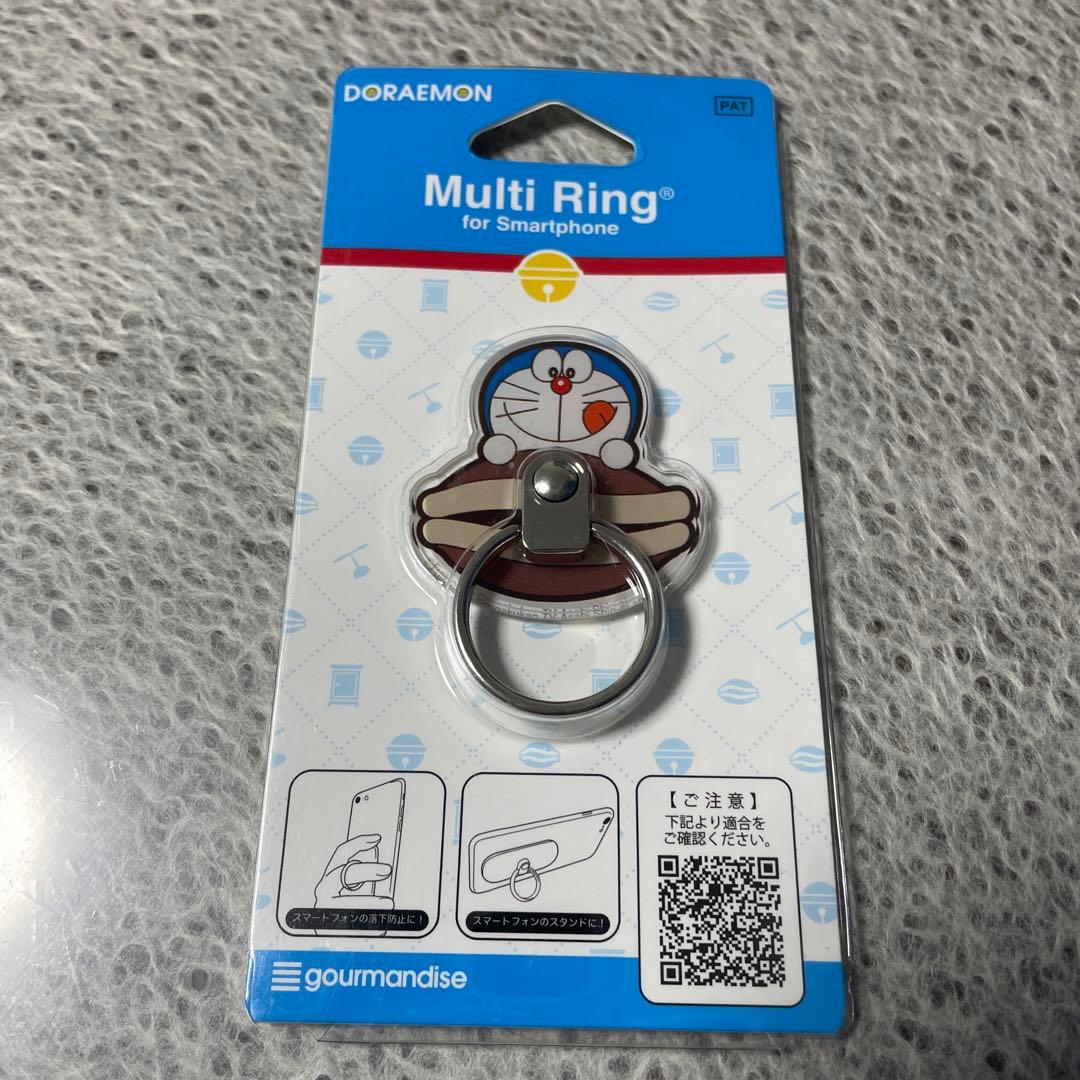 DORAEMON
PAT
Multi Ring®
for Smartphone
TV Asahi
スマートフォンの落下防止に!
スマートフォンのスタンドに!
【ご注意】
下記より適合を
ご確認ください。
gourmandise